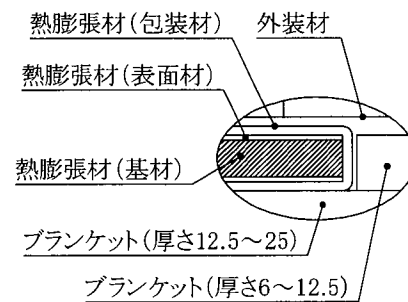 熱膨張材(包装材)
外装材
熱膨張材(表面材)
熱膨張材(基材)
ブランケット(厚さ12.5～25)
ブランケット(厚さ6～12.5)